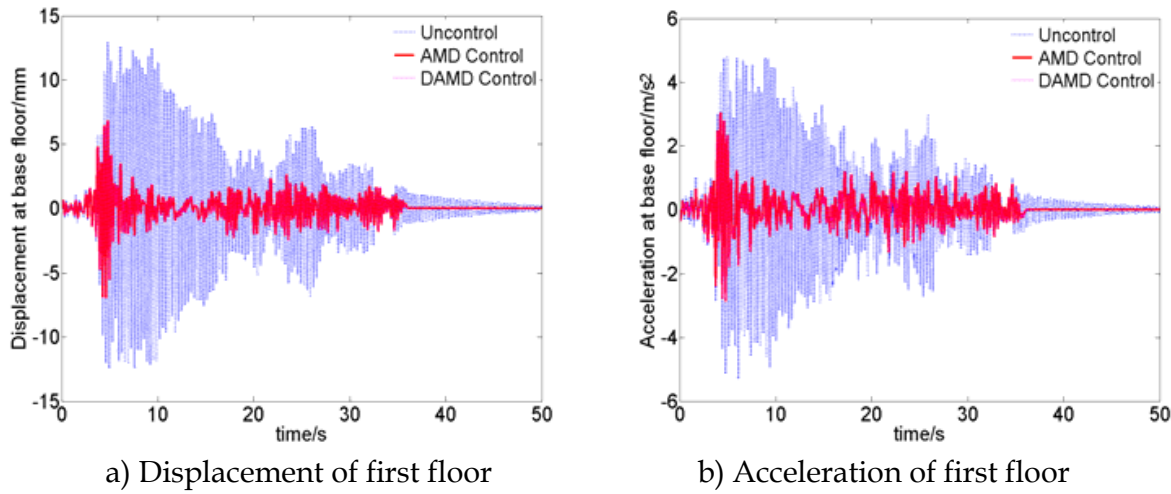 15
10
5
0
-5
-10
-15
0
10
20
30
40
50
Displacement at base floor/mm
time/s
Uncontrol
AMD Control
DAMD Control
a) Displacement of first floor
6
4
2
0
-2
-4
-6
0
10
20
30
40
50
Acceleration at base floor/m/s²
time/s
Uncontrol
AMD Control
DAMD Control
b) Acceleration of first floor